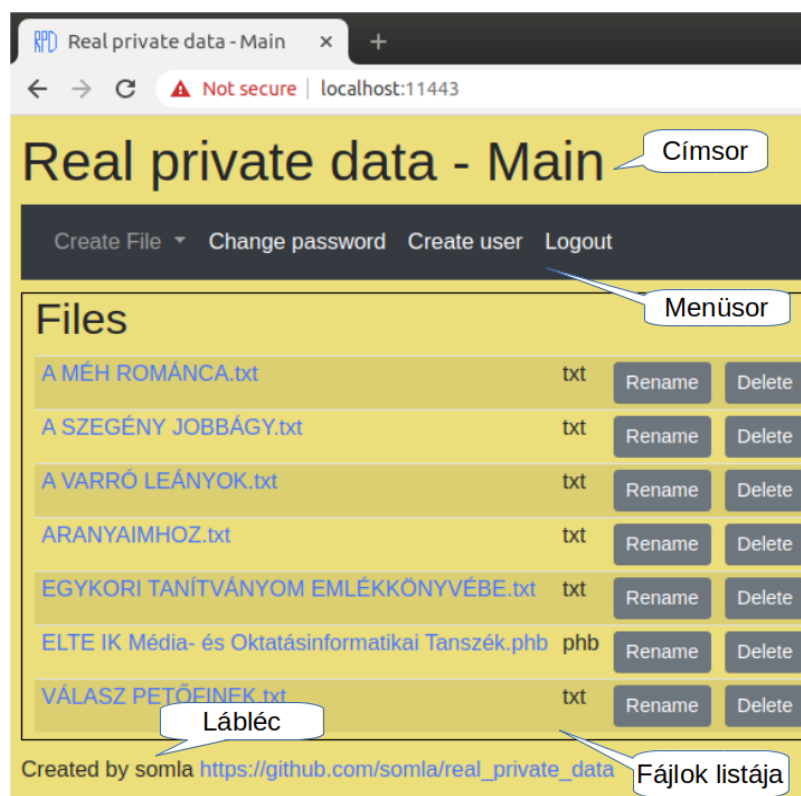 RPD Real private data - Main × +
Not secure | localhost:11443
Real private data - Main
Címsor
Create File Change password Create user Logout
Menüsor
Files
A MÉH ROMÁNCA.txt txt Rename Delete
A SZEGÉNY JOBBÁGY.txt txt Rename Delete
A VARRÓ LEÁNYOK.txt txt Rename Delete
ARANYAIMHOZ.txt txt Rename Delete
EGYKORI TANÍTVÁNYOM EMLÉKKÖNYVÉBE.txt txt Rename Delete
ELTE IK Média- és Oktatásinformatikai Tanszék.phb phb Rename Delete
VÁLASZ PETŐFINEK.txt txt Rename Delete
Lábléc
Created by somla https://github.com/somla/real_private_data
Fájlok listája